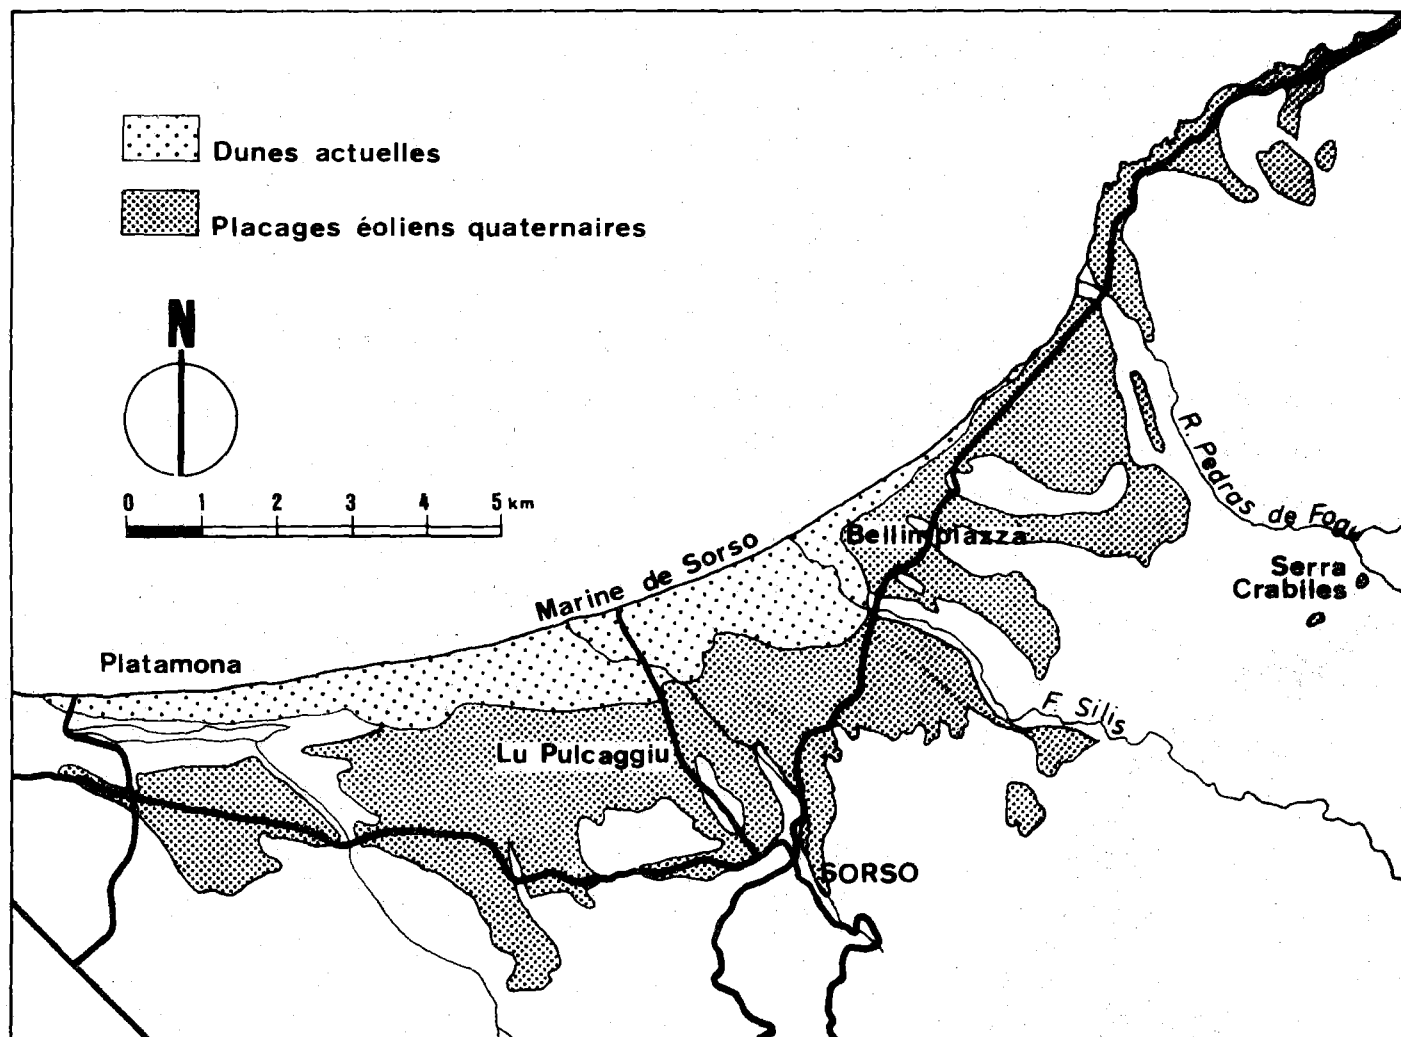 Dunes actuelles
Placages éoliens quaternaires
N
0 1 2 3 4 5 km
R. Pedras de Fogu
Bellimpiazza
Marine de Sorso
Serra
Crabiles
Platamona
F. Silis
Lu Pulcaggiu
SORSO